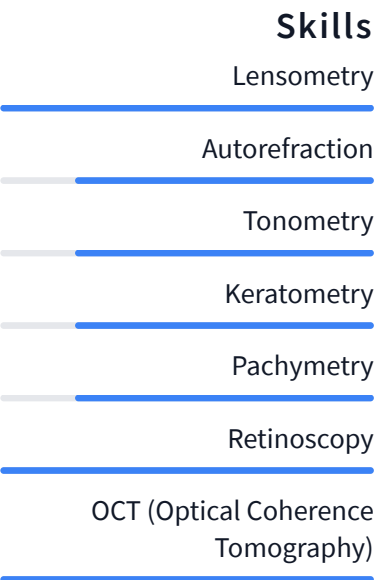 Skills
Lensometry
Autorefraction
Tonometry
Keratometry
Pachymetry
Retinoscopy
OCT (Optical Coherence
Tomography)